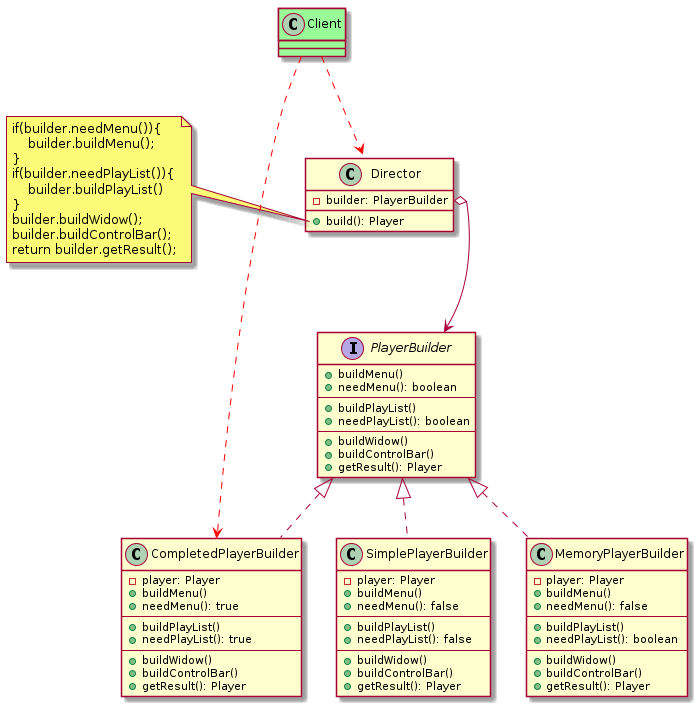 C Client
if(builder.needMenu()){
    builder.buildMenu();
}
if(builder.needPlayList()){
    builder.buildPlayList()
}
builder.buildWidow();
builder.buildControlBar();
return builder.getResult();
C Director
builder: PlayerBuilder
build(): Player
I PlayerBuilder
buildMenu()
needMenu(): boolean
buildPlayList()
needPlayList(): boolean
buildWidow()
buildControlBar()
getResult(): Player
C CompletedPlayerBuilder
player: Player
buildMenu()
needMenu(): true
buildPlayList()
needPlayList(): true
buildWidow()
buildControlBar()
getResult(): Player
C SimplePlayerBuilder
player: Player
buildMenu()
needMenu(): false
buildPlayList()
needPlayList(): false
buildWidow()
buildControlBar()
getResult(): Player
C MemoryPlayerBuilder
player: Player
buildMenu()
needMenu(): false
buildPlayList()
needPlayList(): boolean
buildWidow()
buildControlBar()
getResult(): Player